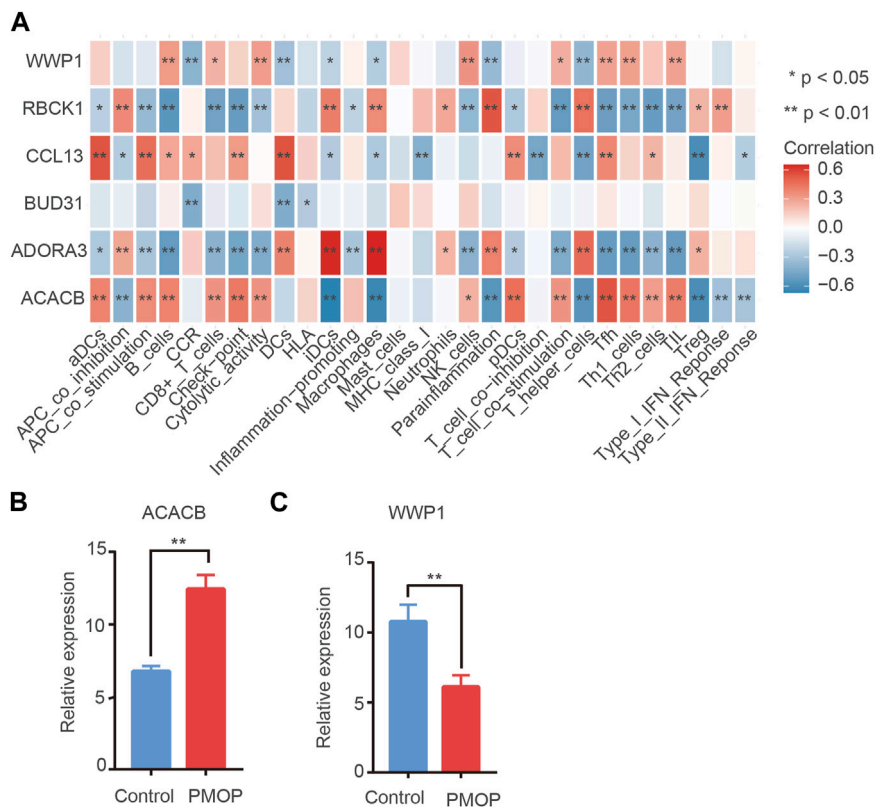 A
WWP1
RBCK1
CCL13
BUD31
ADORA3
ACACB
** ** * ** ** * * ** ** * ** ** ** **
* ** ** ** ** ** ** ** * ** * ** ** * ** ** ** ** ** * **
** * ** * * ** ** * * ** ** ** ** ** * ** *
** ** *
* ** ** ** ** ** ** ** ** ** ** * ** ** ** ** ** ** ** *
** ** ** ** ** ** ** ** ** * ** ** ** ** ** ** ** ** ** ** **
* p < 0.05
** p < 0.01
Correlation
0.6
0.3
0.0
−0.3
−0.6
aDCs
APC_co_inhibition
APC_co_stimulation
B_cells
CCR
CD8+_T_cells
Check−point
Cytolytic_activity
DCs
HLA
iDCs
Inflammation−promoting
Macrophages
Mast_cells
MHC_class_I
Neutrophils
NK_cells
Parainflammation
pDCs
T_cell_co−inhibition
T_cell_co−stimulation
T_helper_cells
Tfh
Th1_cells
Th2_cells
TIL
Treg
Type_I_IFN_Reponse
Type_II_IFN_Reponse
B
ACACB
**
Relative expression
15
10
5
0
Control PMOP
C
WWP1
**
Relative expression
15
10
5
0
Control PMOP